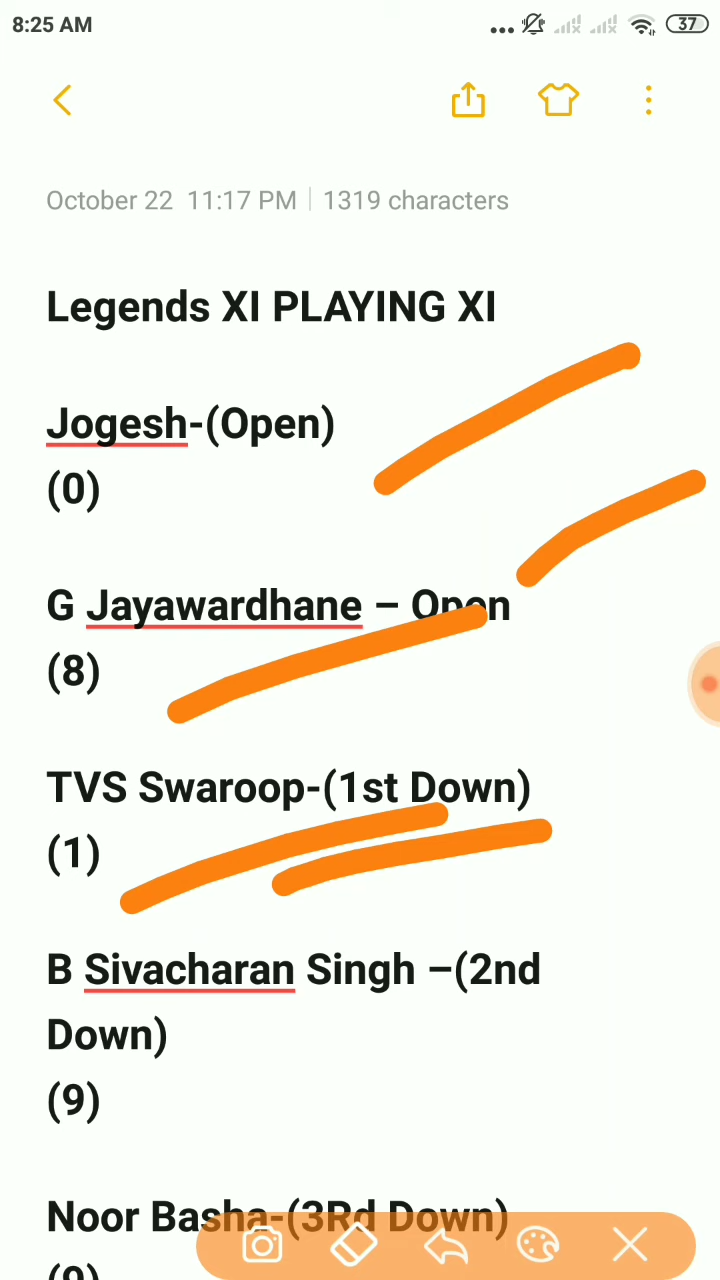 8:25 AM
37
October 22 11:17 PM | 1319 characters
Legends XI PLAYING XI
Jogesh-(Open)
(0)
G Jayawardhane – Open
(8)
TVS Swaroop-(1st Down)
(1)
B Sivacharan Singh –(2nd
Down)
(9)
Noor Basha-(3Rd Down)